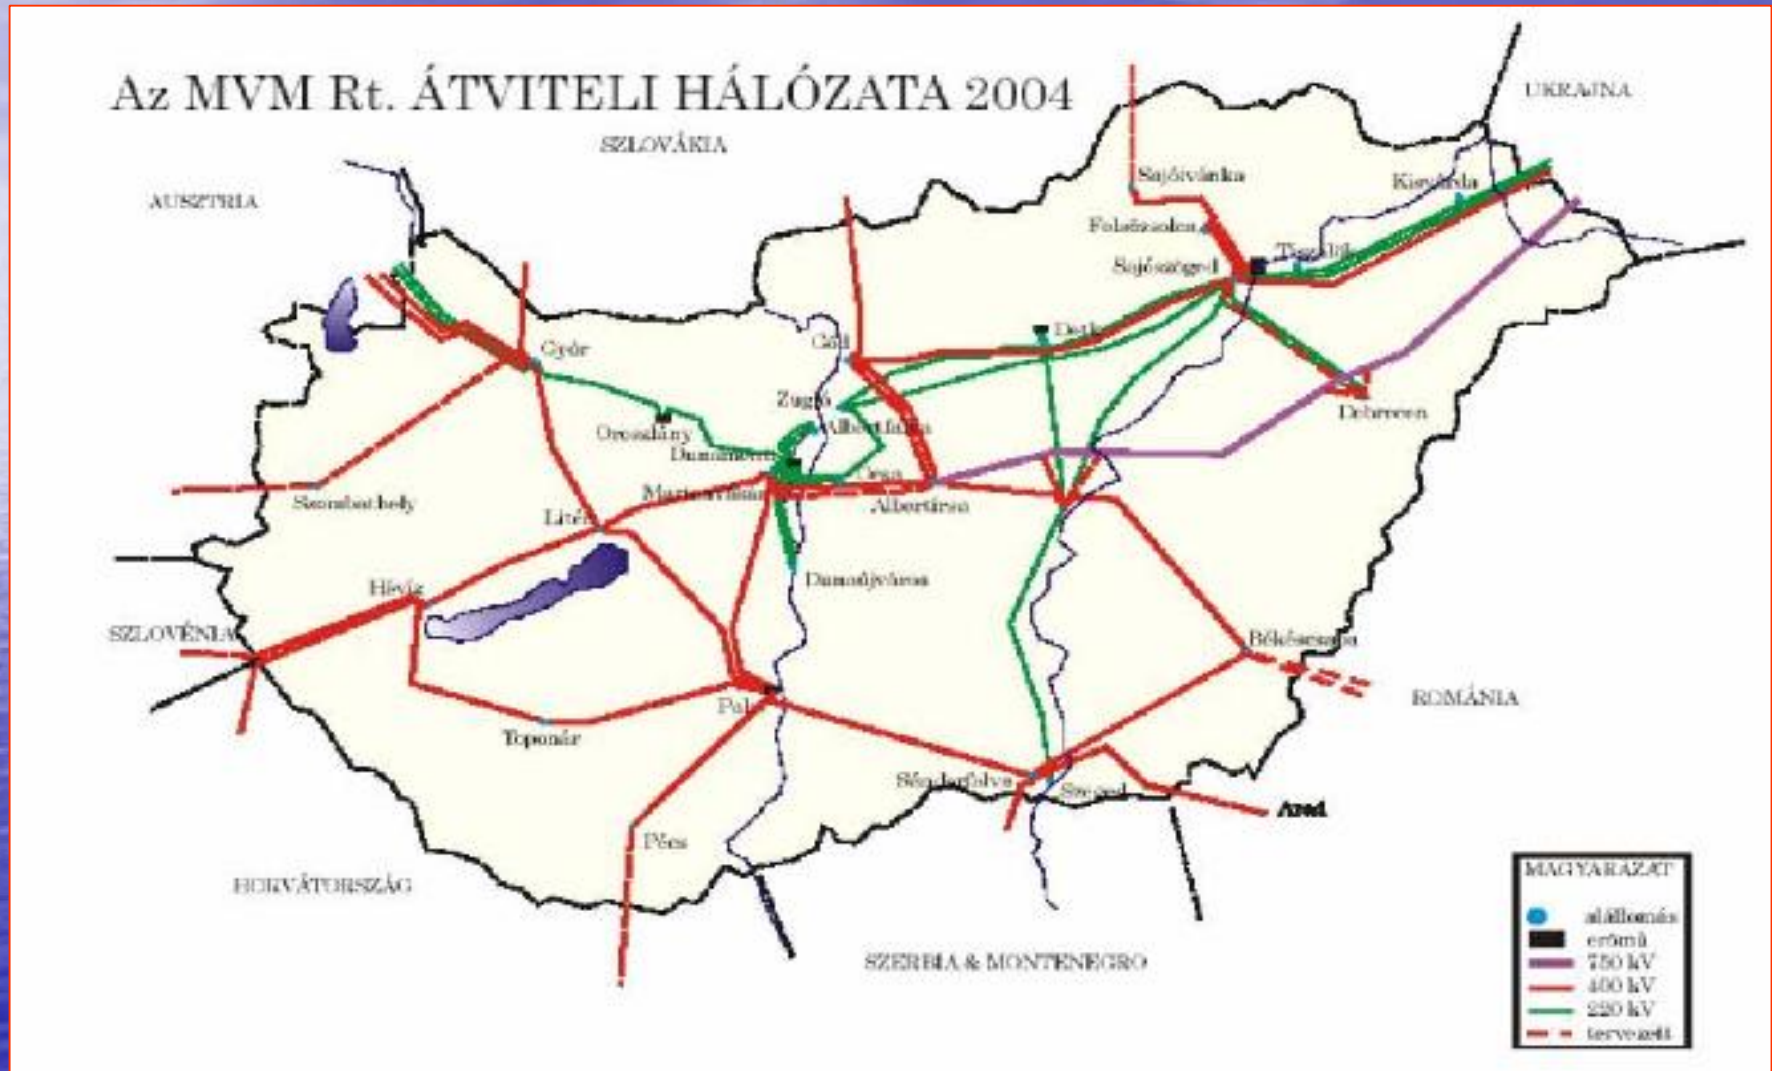 Az MVM Rt. ÁTVITELI HÁLÓZATA 2004
UKRAJNA
SZLOVÁKIA
AUSZTRIA
Sajóivánka
Kisvárda
Felsőzsolca
Sajószöged
Tiszalök
Detk
Győr
Göd
Zugló
Albertfalva
Oroszlány
Debrecen
Dunamenti
Ócsa
Martonvásár
Szombathely
Albertirsa
Litér
Dunaújváros
Hévíz
SZLOVÉNIA
Békéscsaba
ROMÁNIA
Paks
Toponár
Sándorfalva
Szeged
Arad
Pécs
HORVÁTORSZÁG
SZERBIA & MONTENEGRO
MAGYARÁZAT
alállomás
erőmű
750 kV
400 kV
220 kV
tervezett